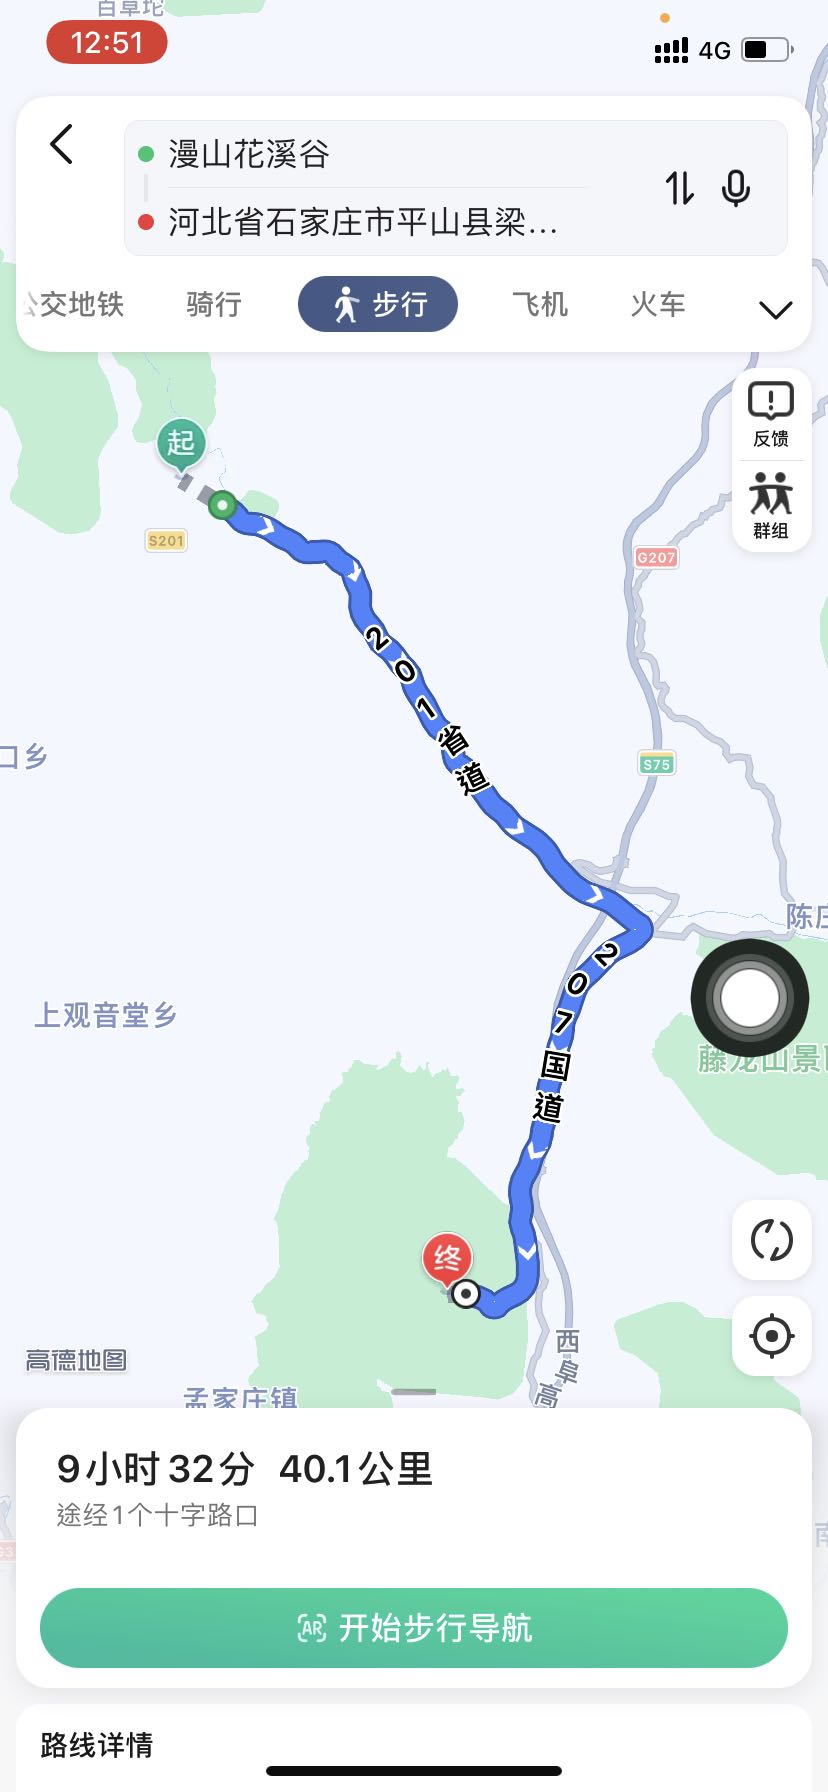 百草坨
12:51
4G
漫山花溪谷
河北省石家庄市平山县梁...
公交地铁
骑行
步行
飞机
火车
反馈
群组
起
S201
G207
201省道
口乡
S75
陈庄
207国道
上观音堂乡
藤龙山景
终
西阜高
高德地图
孟家庄镇
9小时32分 40.1公里
途经1个十字路口
AR 开始步行导航
路线详情